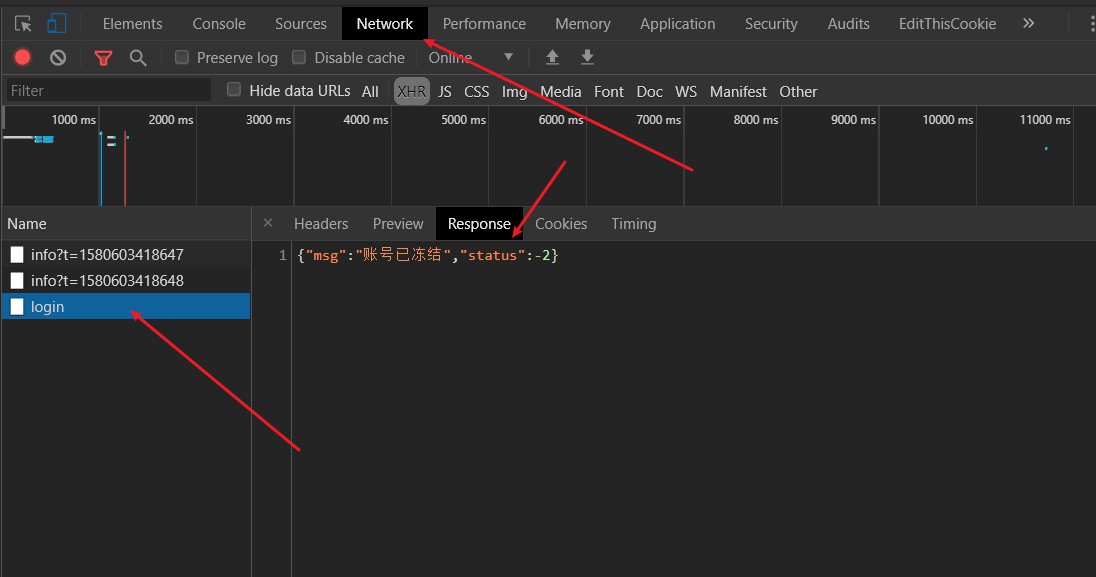 Elements Console Sources Network Performance Memory Application Security Audits EditThisCookie »
Preserve log Disable cache Online
Filter Hide data URLs All XHR JS CSS Img Media Font Doc WS Manifest Other
1000 ms 2000 ms 3000 ms 4000 ms 5000 ms 6000 ms 7000 ms 8000 ms 9000 ms 10000 ms 11000 ms
Name × Headers Preview Response Cookies Timing
info?t=1580603418647 1 {"msg":"账号已冻结","status":-2}
info?t=1580603418648
login